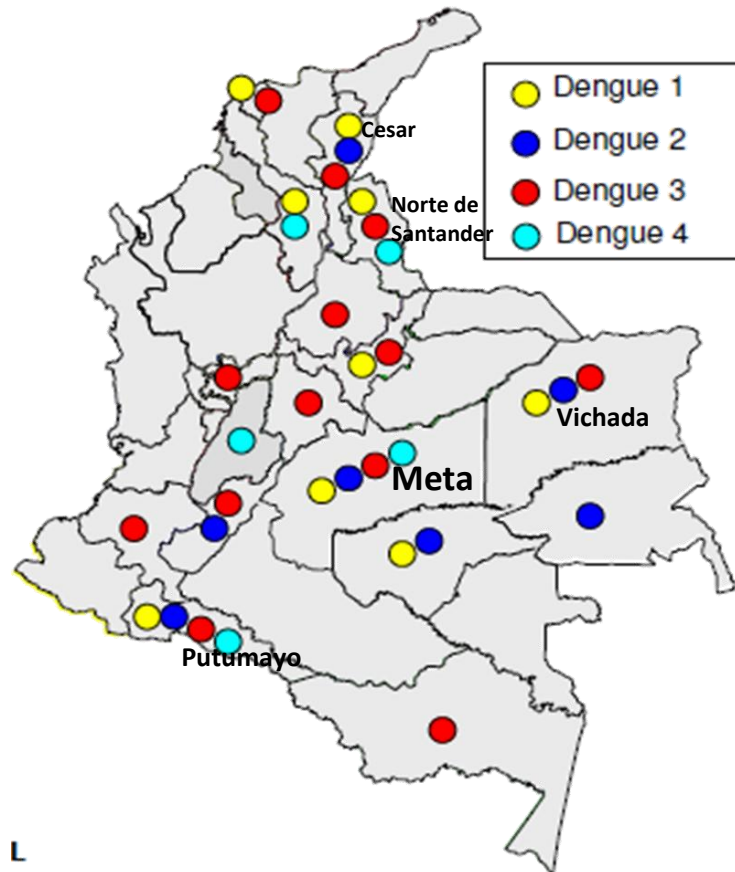 Dengue 1
Dengue 2
Dengue 3
Dengue 4
Cesar
Norte de
Santander
Vichada
Meta
Putumayo
L